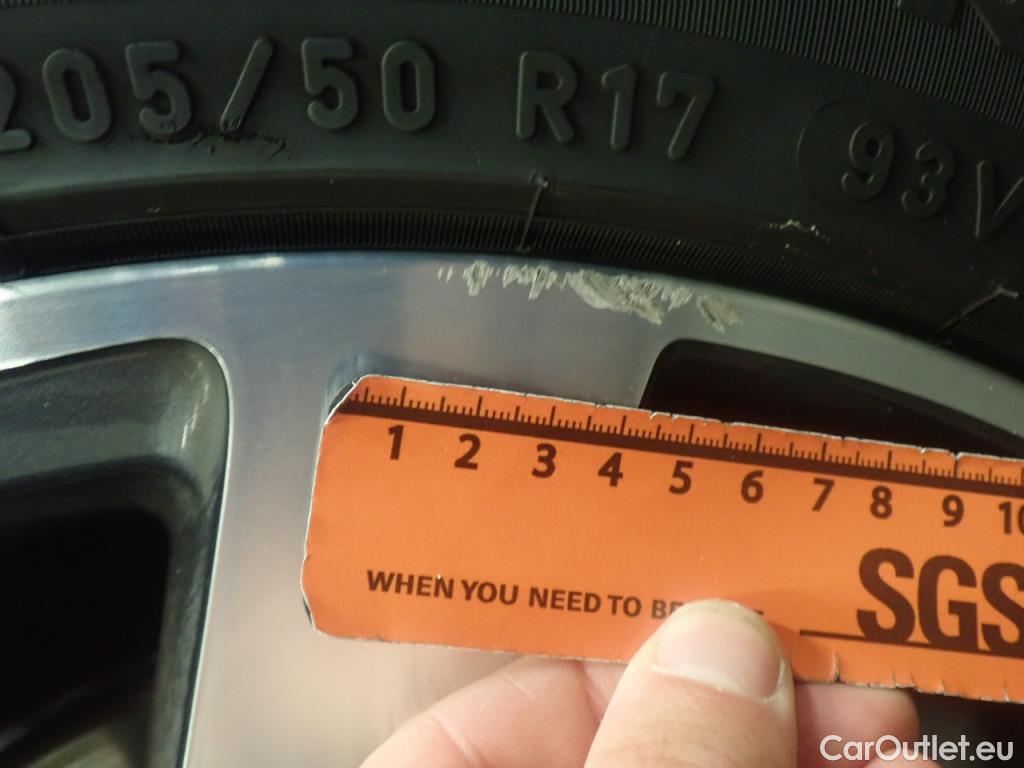 205/50 R17 93V
1 2 3 4 5 6 7 8 9 10
WHEN YOU NEED TO BE
SGS
CarOutlet.eu